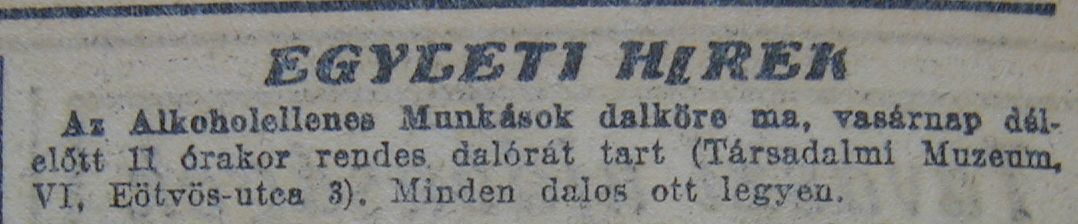 EGYLETI HIREK
Az Alkoholellenes Munkások dalköre ma, vasárnap dél-
előtt 11 órakor rendes dalórát tart (Társadalmi Muzeum,
VI, Eötvös-utca 3). Minden dalos ott legyen.